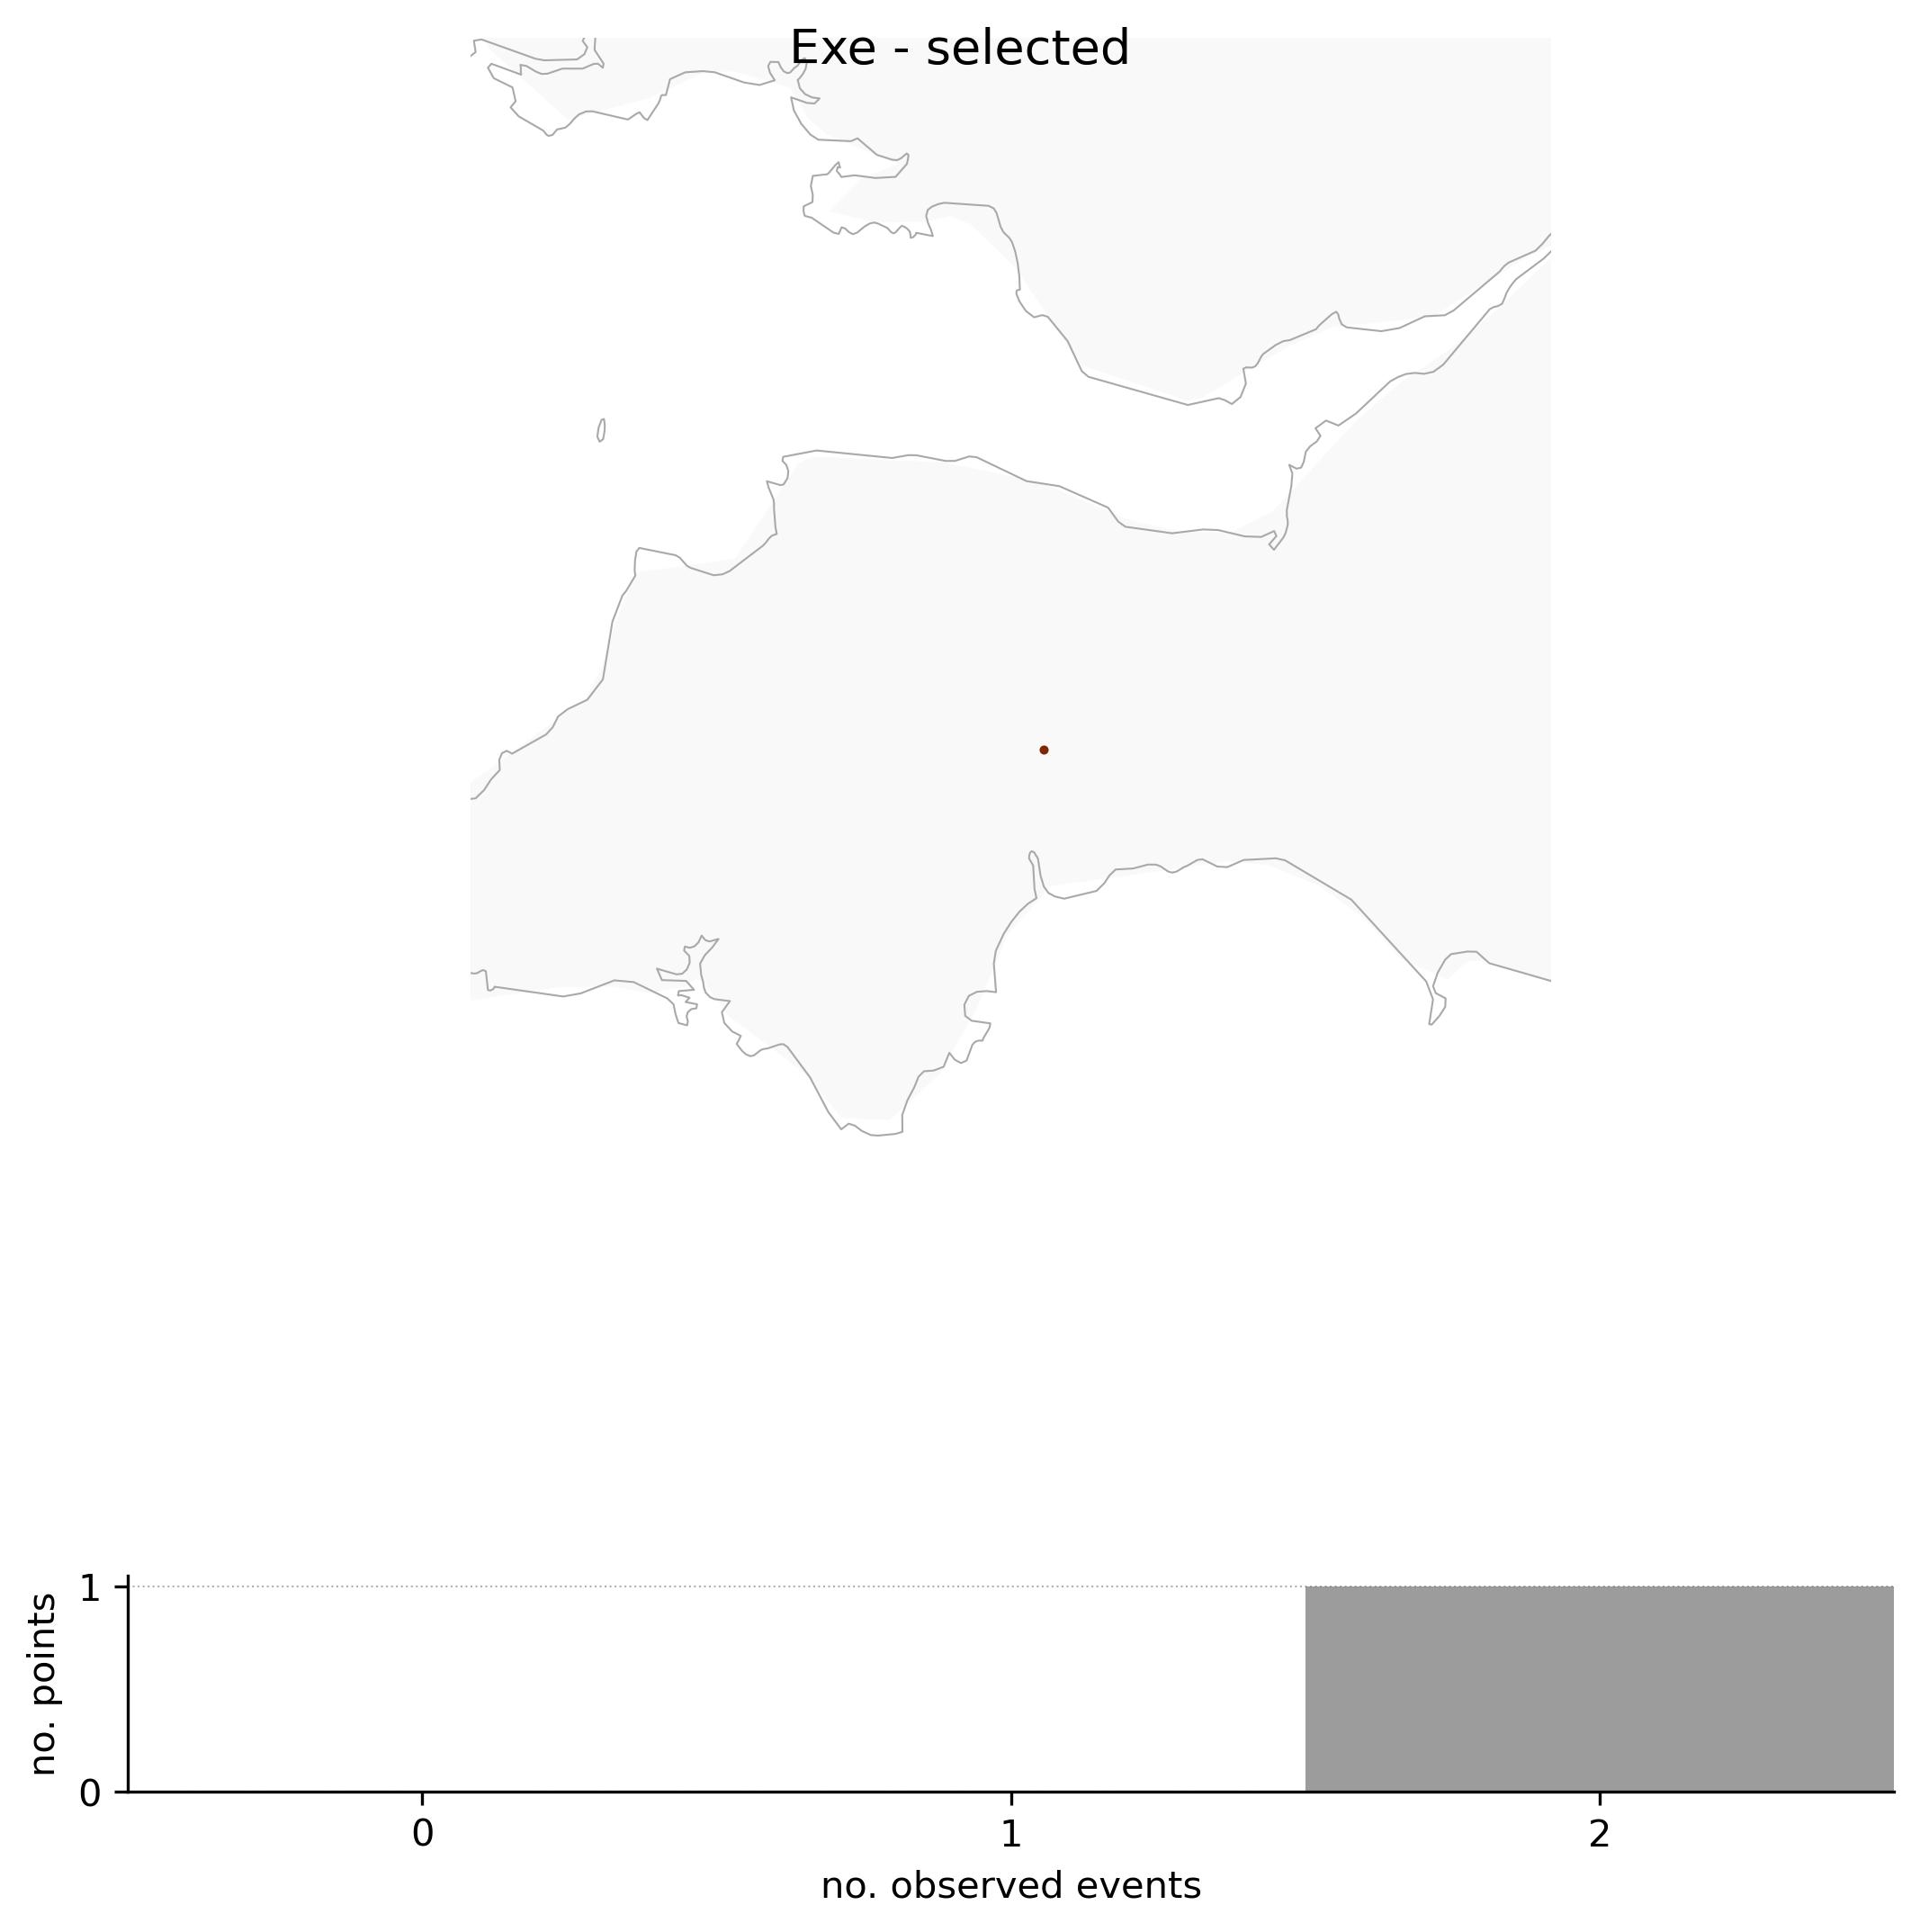 Exe - selected
1
0
no. points
0 1 2
no. observed events